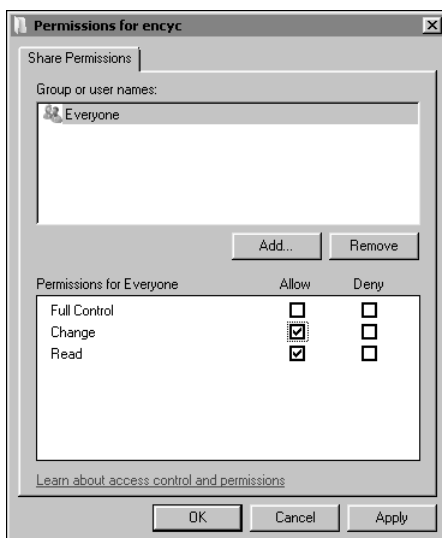 Permissions for encyc
Share Permissions
Group or user names:
Everyone
Add... Remove
Permissions for Everyone Allow Deny
Full Control
Change
Read
Learn about access control and permissions
OK Cancel Apply